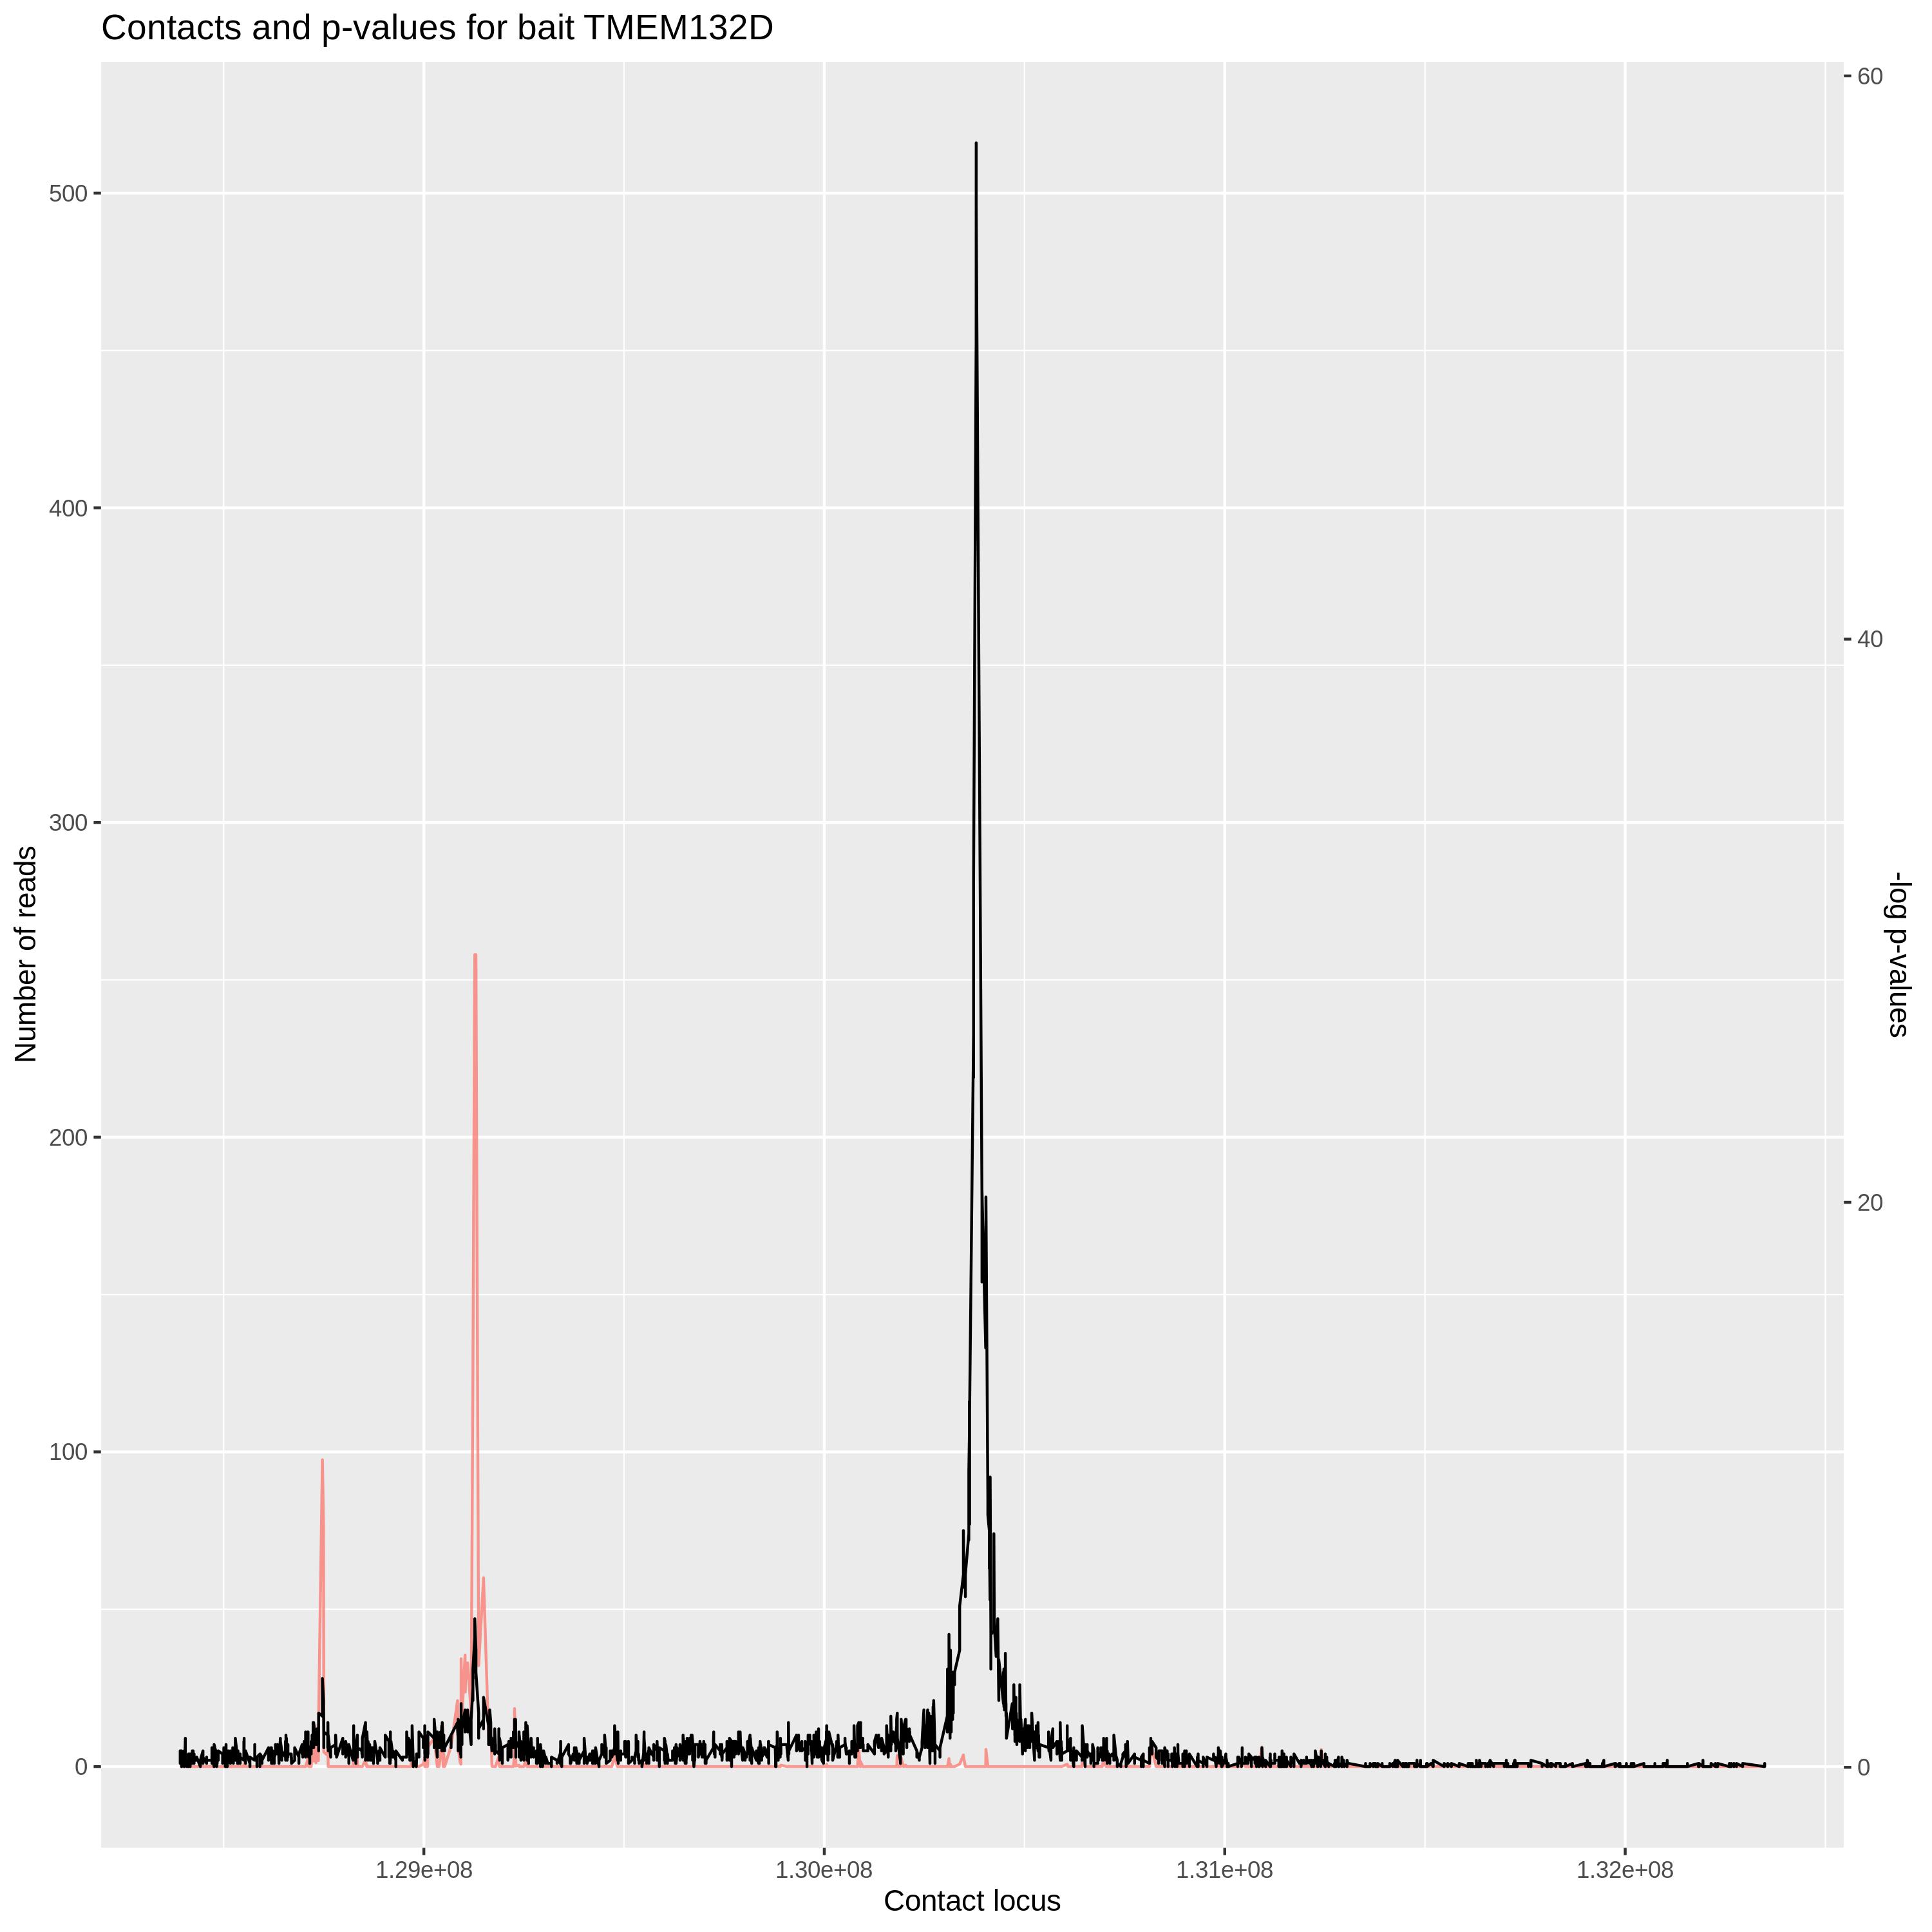 Contacts and p-values for bait TMEM132D
Number of reads
500
400
300
200
100
0
60
40
20
0
-log p-values
1.29e+08
1.30e+08
1.31e+08
1.32e+08
Contact locus